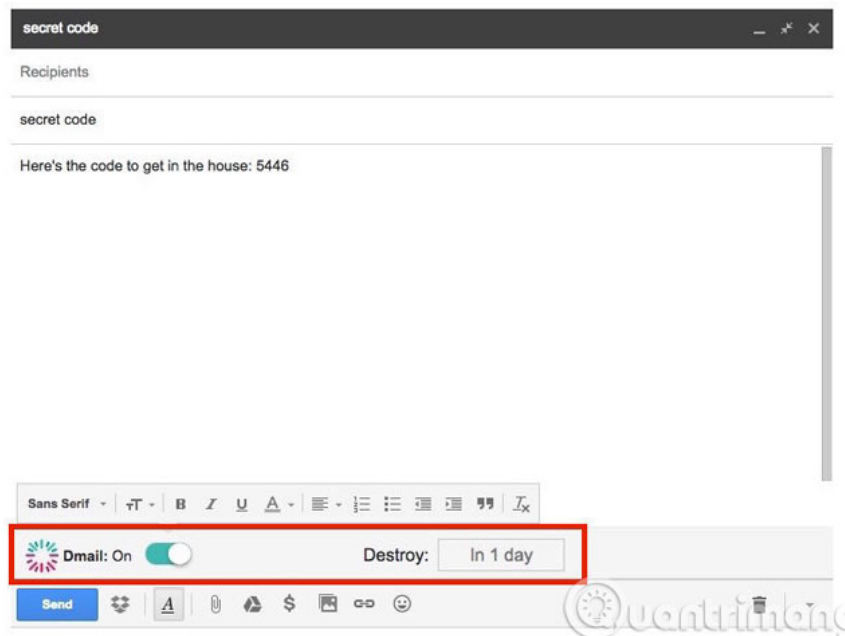 secret code
Recipients
secret code
Here's the code to get in the house: 5446
Sans Serif
Dmail: On Destroy: In 1 day
Send
Quantrimang